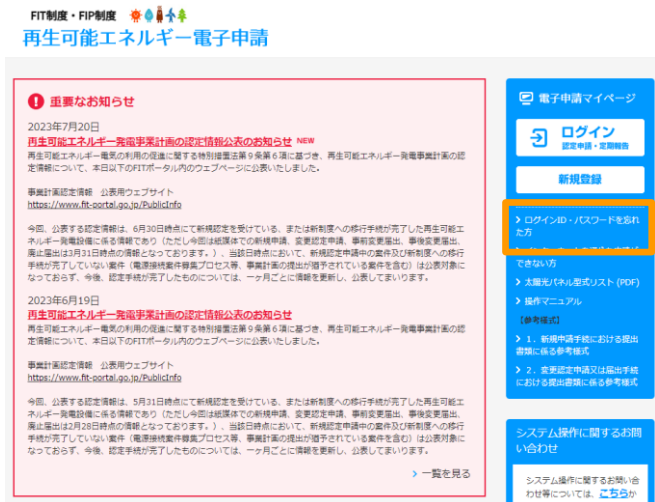 FIT制度・FIP制度
再生可能エネルギー電子申請
重要なお知らせ
2023年7月20日
再生可能エネルギー発電事業計画の認定情報公表のお知らせ NEW
再生可能エネルギー電気の利用の促進に関する特別措置法第9条第6項に基づき、再生可能エネルギー発電事業計画の認
定情報について、本日以下のFITポータル内のウェブページに公表いたしました。
事業計画認定情報 公表用ウェブサイト
https://www.fit-portal.go.jp/PublicInfo
今回、公表する認定情報は、6月30日時点にて新規認定を受けている、または新制度への移行手続が完了した再生可能エ
ネルギー発電設備に係る情報であり（ただし今回は紙媒体での新規申請、変更認定申請、事前変更届出、事後変更届出、
廃止届出は3月31日時点の情報となっております。）、当該日時点において、新規認定申請中の案件及び新制度への移行
手続が完了していない案件（電源接続案件募集プロセス等、事業計画の提出が猶予されている案件を含む）は公表対象に
なっておらず、今後、認定手続が完了したものについては、一ヶ月ごとに情報を更新し、公表してまいります。
2023年6月19日
再生可能エネルギー発電事業計画の認定情報公表のお知らせ
再生可能エネルギー電気の利用の促進に関する特別措置法第9条第6項に基づき、再生可能エネルギー発電事業計画の認
定情報について、本日以下のFITポータル内のウェブページに公表いたしました。
事業計画認定情報 公表用ウェブサイト
https://www.fit-portal.go.jp/PublicInfo
今回、公表する認定情報は、5月31日時点にて新規認定を受けている、または新制度への移行手続が完了した再生可能エ
ネルギー発電設備に係る情報であり（ただし今回は紙媒体での新規申請、変更認定申請、事前変更届出、事後変更届出、
廃止届出は2月28日時点の情報となっております。）、当該日時点において、新規認定申請中の案件及び新制度への移行
手続が完了していない案件（電源接続案件募集プロセス等、事業計画の提出が猶予されている案件を含む）は公表対象に
なっておらず、今後、認定手続が完了したものについては、一ヶ月ごとに情報を更新し、公表してまいります。
> 一覧を見る
電子申請マイページ
ログイン
認定申請・定期報告
新規登録
> ログインID・パスワードを忘れ
た方
できない方
> 太陽光パネル型式リスト (PDF)
> 操作マニュアル
【参考様式】
> 1．新規申請手続における提出
書類に係る参考様式
> 2．変更認定申請又は届出手続
における提出書類に係る参考様式
システム操作に関するお問
い合わせ
システム操作に関するお問い合
わせ等については、こちらか